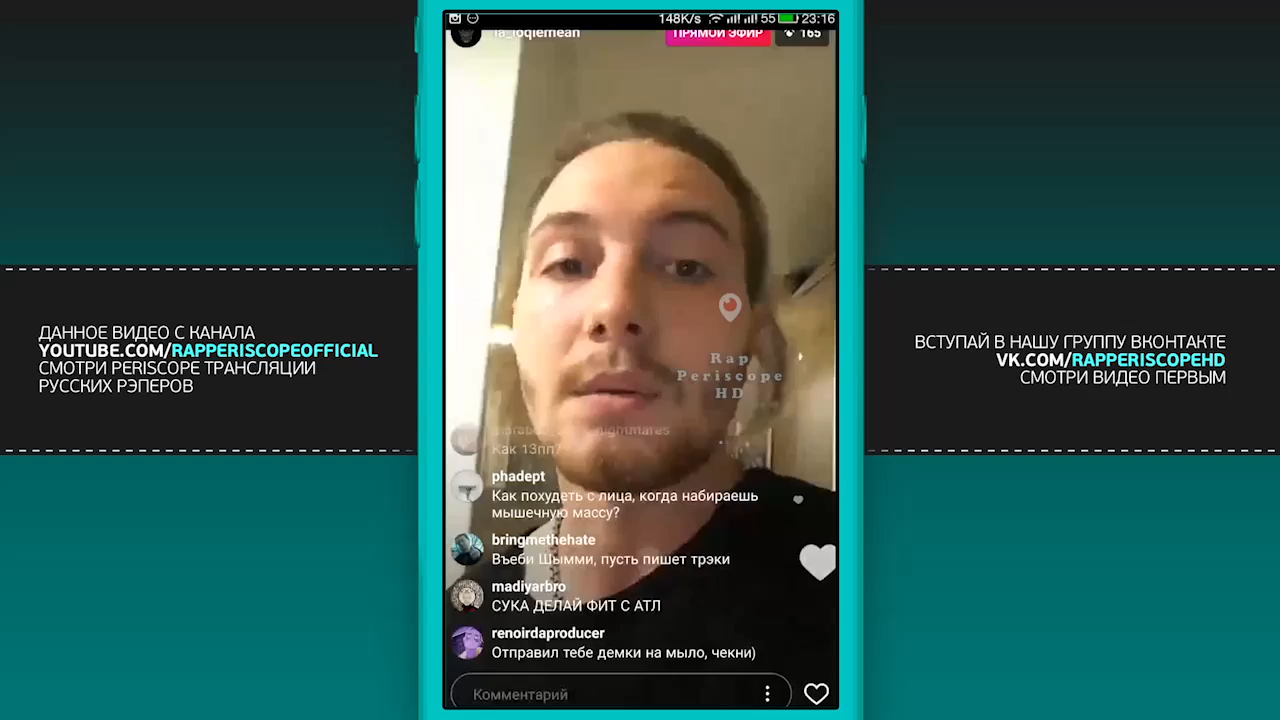 148K/s 55 23:16
la_loqiemean ПРЯМОЙ ЭФИР 165
ДАННОЕ ВИДЕО С КАНАЛА
YOUTUBE.COM/RAPPERISCOPEOFFICIAL
СМОТРИ PERISCOPE ТРАНСЛЯЦИИ
РУССКИХ РЭПЕРОВ
ВСТУПАЙ В НАШУ ГРУППУ ВКОНТАКТЕ
VK.COM/RAPPERISCOPEHD
СМОТРИ ВИДЕО ПЕРВЫМ
Rap
Periscope
HD
Как 13пп?
phadept
Как похудеть с лица, когда набираешь
мышечную массу?
bringmethehate
Въеби Шымми, пусть пишет трэки
madiyarbro
СУКА ДЕЛАЙ ФИТ С АТЛ
renoirdaproducer
Отправил тебе демки на мыло, чекни)
Комментарий